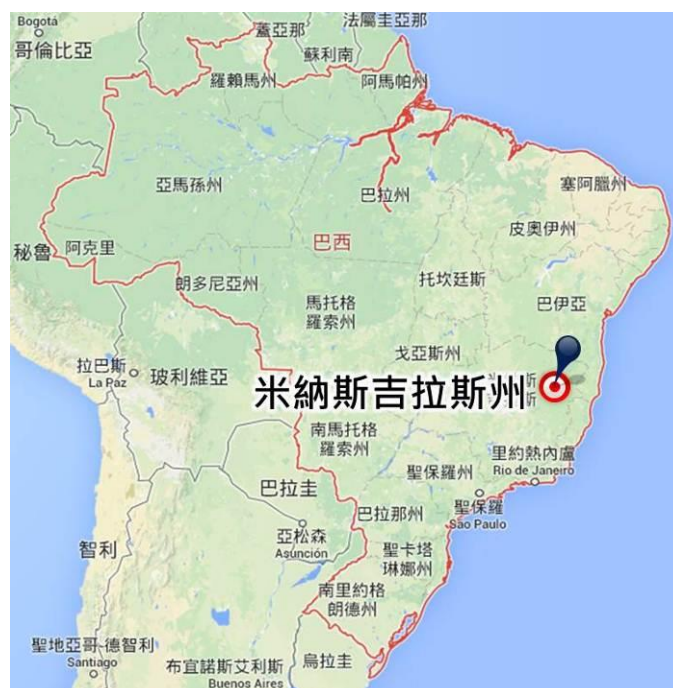 Bogotá
哥倫比亞
法屬圭亞那
蓋亞那
蘇利南
羅賴馬州
阿馬帕州
亞馬孫州
巴拉州
塞阿臘州
皮奧伊州
巴西
秘魯
阿克里
朗多尼亞州
托坎廷斯
馬托格
羅索州
巴伊亞
戈亞斯州
拉巴斯
La Paz
玻利維亞
米納斯吉拉斯州
斯
斯
南馬托格
羅索州
里約熱內盧
Rio de Janeiro
聖保羅州
巴拉圭
聖保羅
São Paulo
巴拉那州
亞松森
Asunción
智利
聖卡塔
琳娜州
南里約格
朗德州
聖地亞哥-德智利
Santiago
布宜諾斯艾利斯
Buenos Aires
烏拉圭